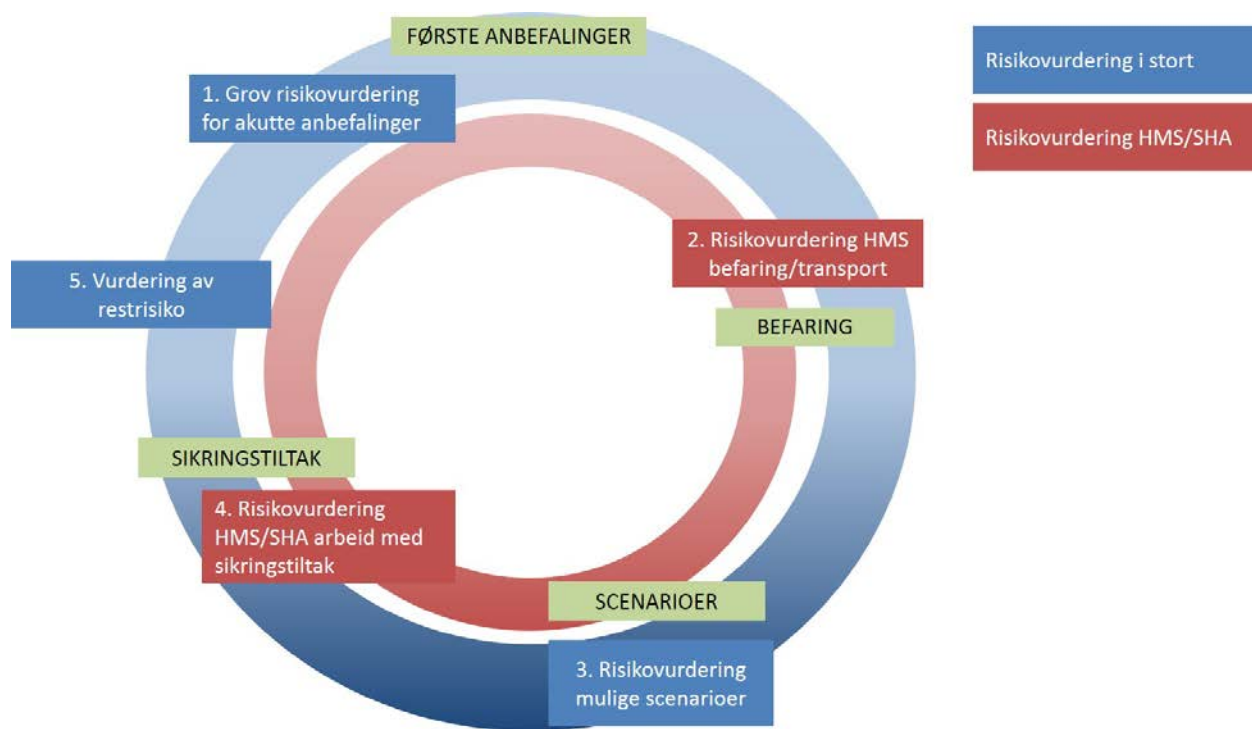 FØRSTE ANBEFALINGER
Risikovurdering i stort
1. Grov risikovurdering
for akutte anbefalinger
Risikovurdering HMS/SHA
2. Risikovurdering HMS
befaring/transport
5. Vurdering av
restrisiko
BEFARING
SIKRINGSTILTAK
4. Risikovurdering
HMS/SHA arbeid med
sikringstiltak
SCENARIOER
3. Risikovurdering
mulige scenarioer